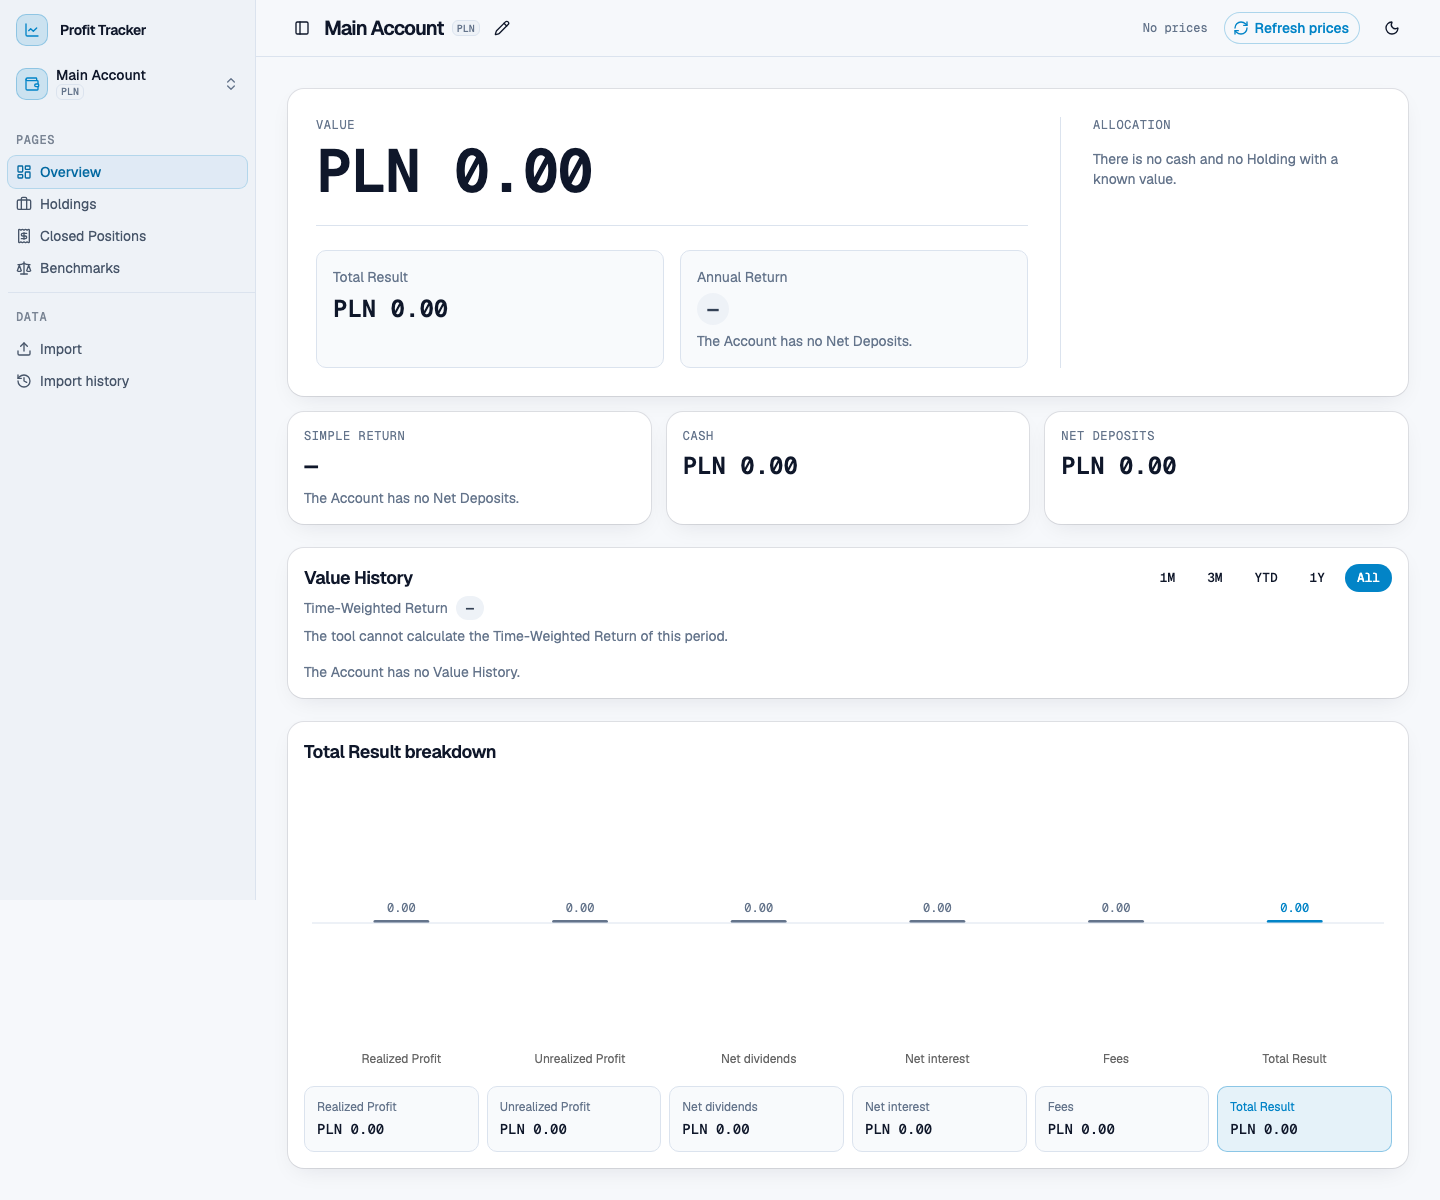 Profit Tracker
Main Account
PLN
PAGES
Overview
Holdings
Closed Positions
Benchmarks
DATA
Import
Import history
Main Account PLN
No prices
Refresh prices
VALUE
PLN 0.00
Total Result
PLN 0.00
Annual Return
–
The Account has no Net Deposits.
ALLOCATION
There is no cash and no Holding with a
known value.
SIMPLE RETURN
–
The Account has no Net Deposits.
CASH
PLN 0.00
NET DEPOSITS
PLN 0.00
Value History
1M 3M YTD 1Y All
Time-Weighted Return –
The tool cannot calculate the Time-Weighted Return of this period.
The Account has no Value History.
Total Result breakdown
0.00 0.00 0.00 0.00 0.00 0.00
Realized Profit Unrealized Profit Net dividends Net interest Fees Total Result
Realized Profit
PLN 0.00
Unrealized Profit
PLN 0.00
Net dividends
PLN 0.00
Net interest
PLN 0.00
Fees
PLN 0.00
Total Result
PLN 0.00